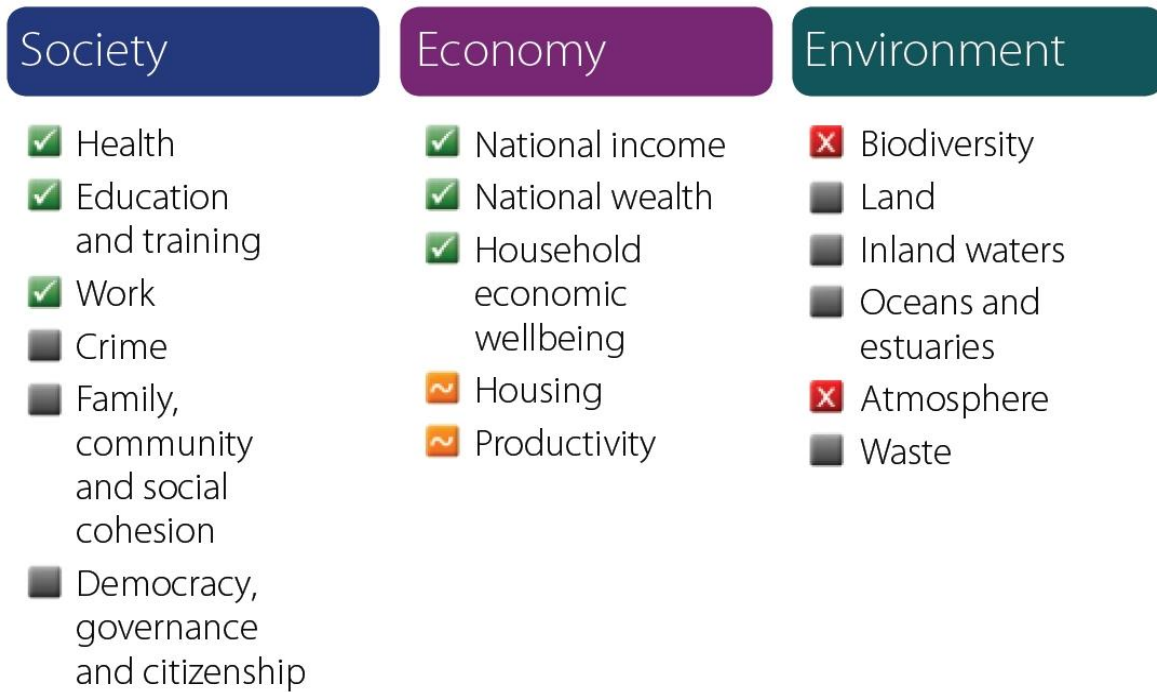 Society
Health
Education
and training
Work
Crime
Family,
community
and social
cohesion
Democracy,
governance
and citizenship
Economy
National income
National wealth
Household
economic
wellbeing
Housing
Productivity
Environment
Biodiversity
Land
Inland waters
Oceans and
estuaries
Atmosphere
Waste